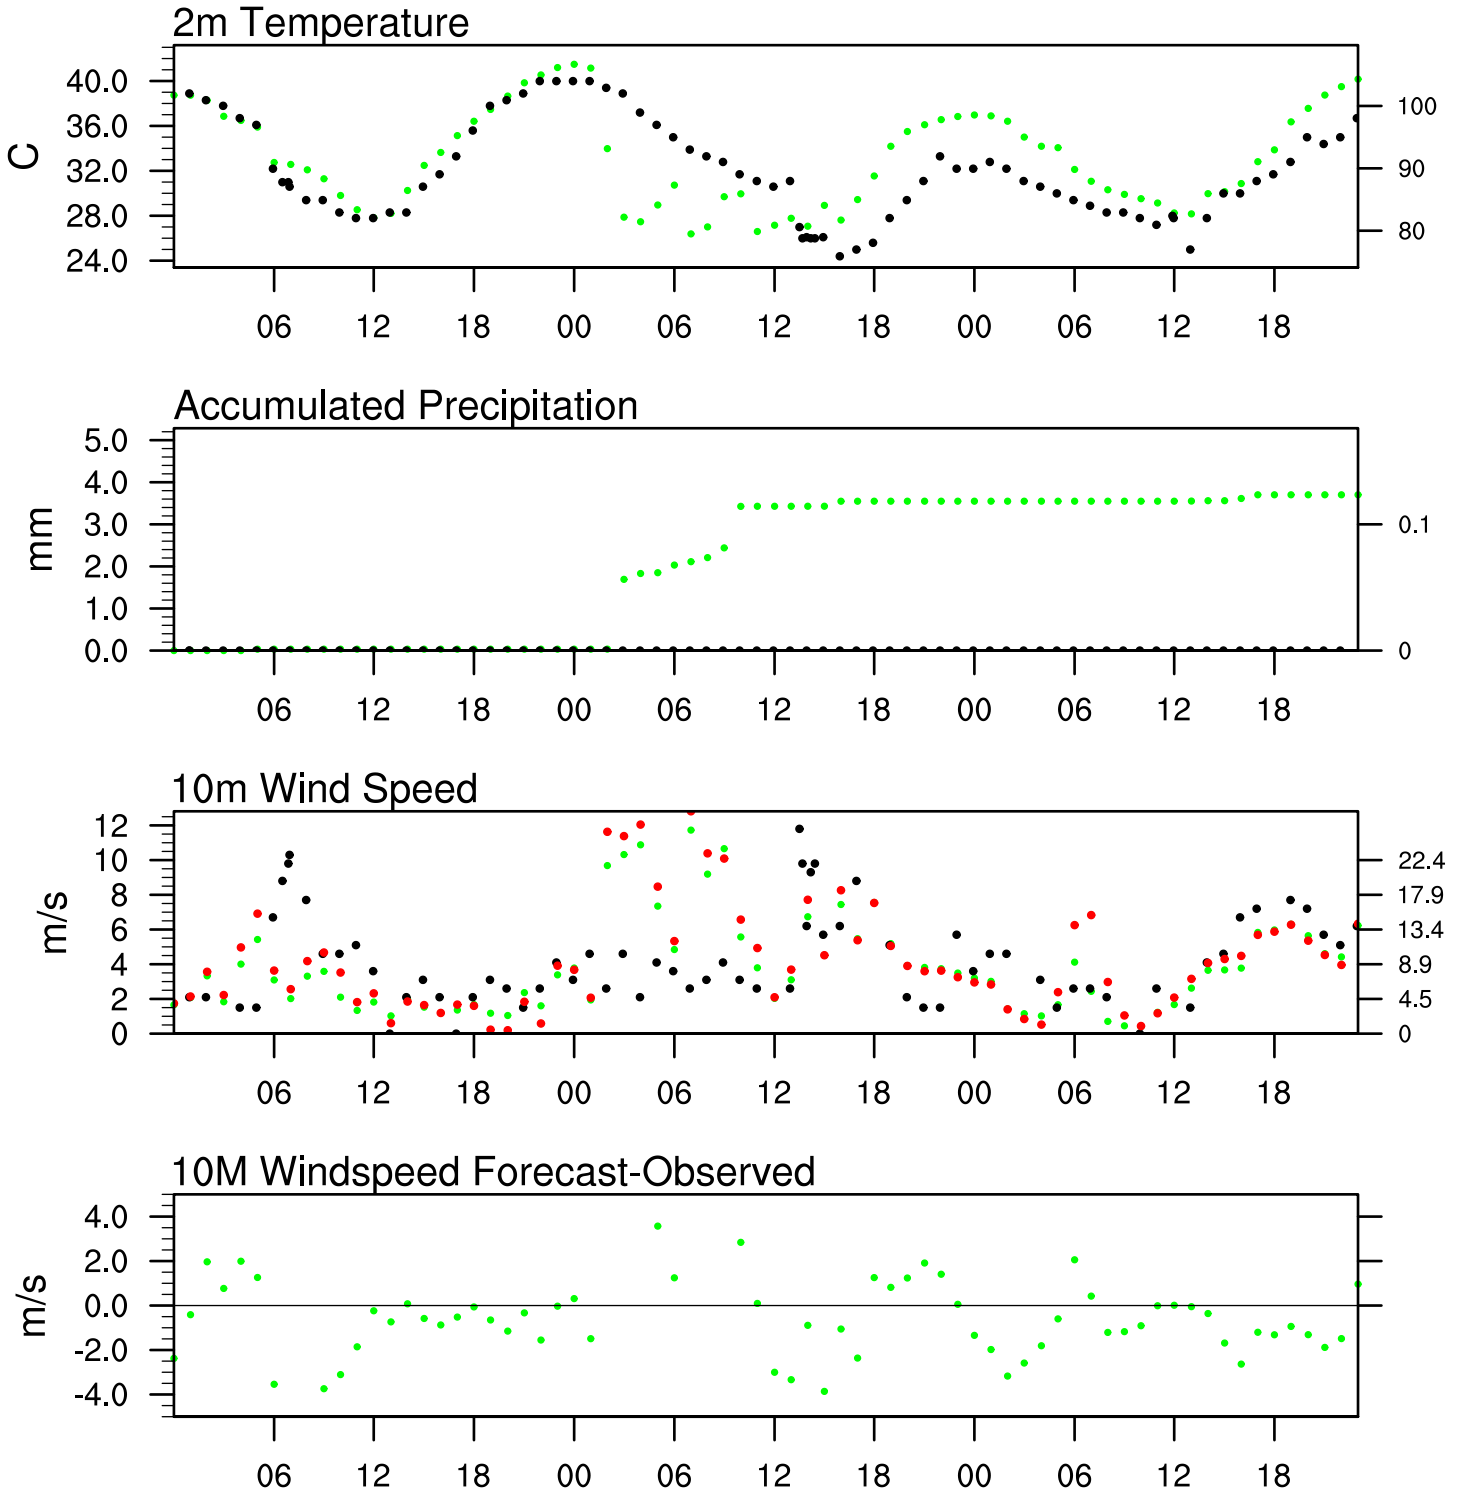 2m Temperature
40.0
36.0
32.0
28.0
24.0
C
100
90
80
06 12 18 00 06 12 18 00 06 12 18
Accumulated Precipitation
5.0
4.0
3.0
2.0
1.0
0.0
mm
0.1
0
06 12 18 00 06 12 18 00 06 12 18
10m Wind Speed
12
10
8
6
4
2
0
m/s
22.4
17.9
13.4
8.9
4.5
0
06 12 18 00 06 12 18 00 06 12 18
10M Windspeed Forecast-Observed
4.0
2.0
0.0
-2.0
-4.0
m/s
06 12 18 00 06 12 18 00 06 12 18